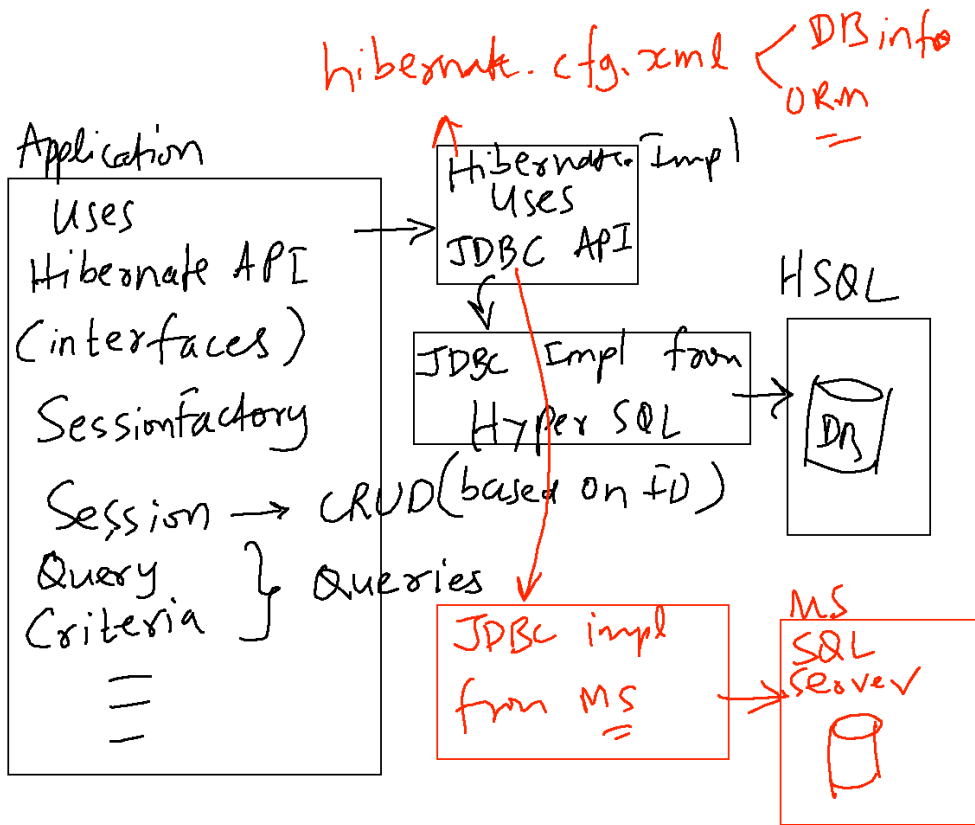 hibernate.cfg.xml
DB info
ORM
Application
Uses
Hibernate API
(interfaces)
SessionFactory
Session → CRUD (based on ID)
Query
Criteria
Queries
Hibernate Impl
Uses
JDBC API
JDBC Impl from
Hyper SQL
HSQL
DB
JDBC impl
from MS
MS
SQL
Server